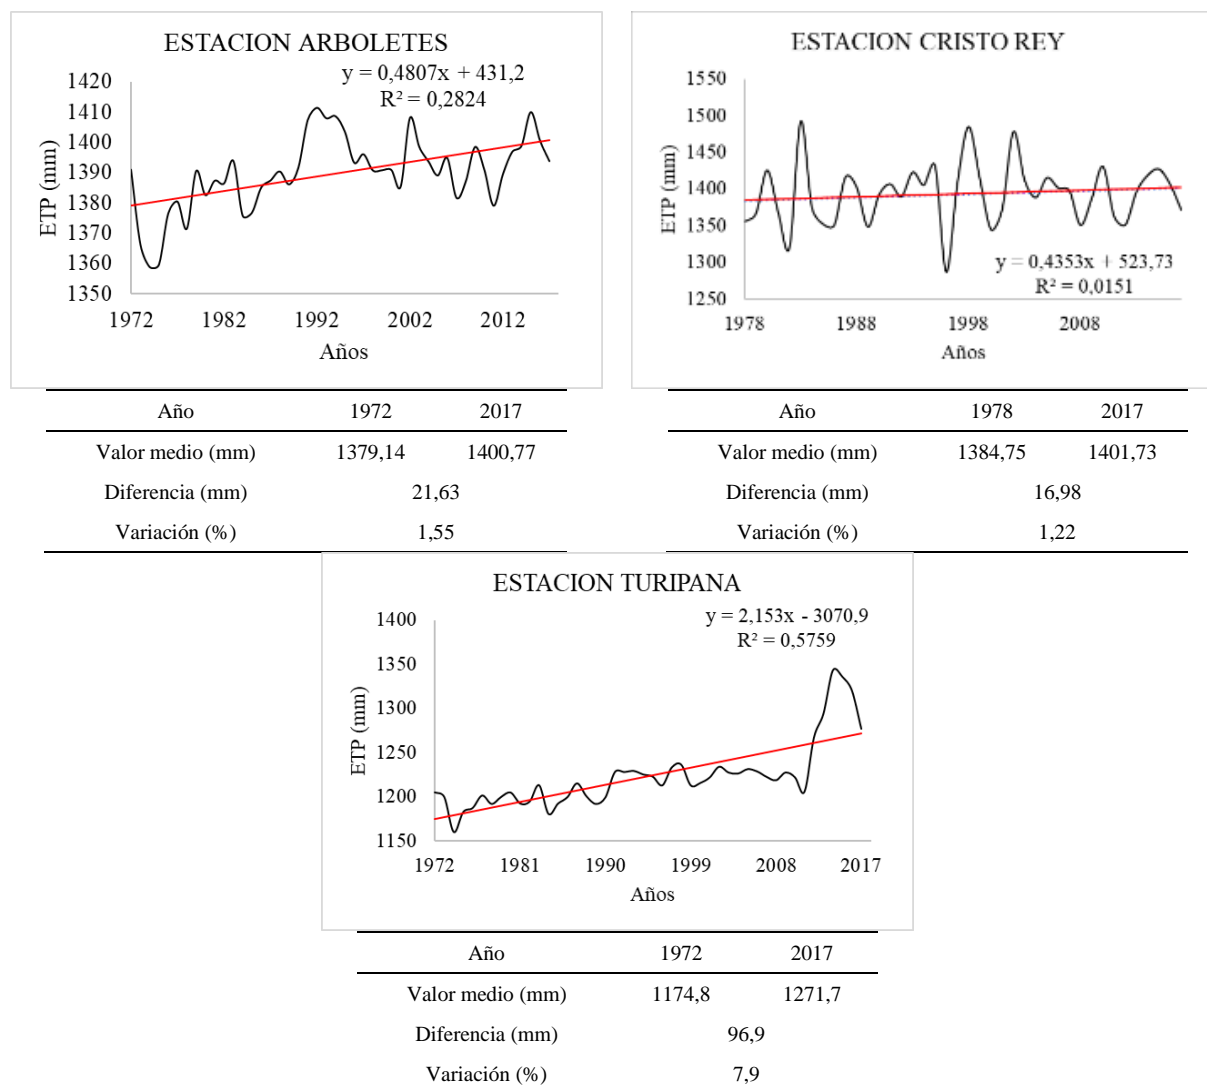 ESTACION ARBOLETES
y = 0,4807x + 431,2
R² = 0,2824
1420
1410
1400
1390
1380
1370
1360
1350
ETP (mm)
1972 1982 1992 2002 2012
Años
Año 1972 2017
Valor medio (mm) 1379,14 1400,77
Diferencia (mm) 21,63
Variación (%) 1,55
ESTACION CRISTO REY
1550
1500
1450
1400
1350
1300
1250
ETP (mm)
y = 0,4353x + 523,73
R² = 0,0151
1978 1988 1998 2008
Años
Año 1978 2017
Valor medio (mm) 1384,75 1401,73
Diferencia (mm) 16,98
Variación (%) 1,22
ESTACION TURIPANA
y = 2,153x - 3070,9
R² = 0,5759
1400
1350
1300
1250
1200
1150
ETP (mm)
1972 1981 1990 1999 2008 2017
Años
Año 1972 2017
Valor medio (mm) 1174,8 1271,7
Diferencia (mm) 96,9
Variación (%) 7,9